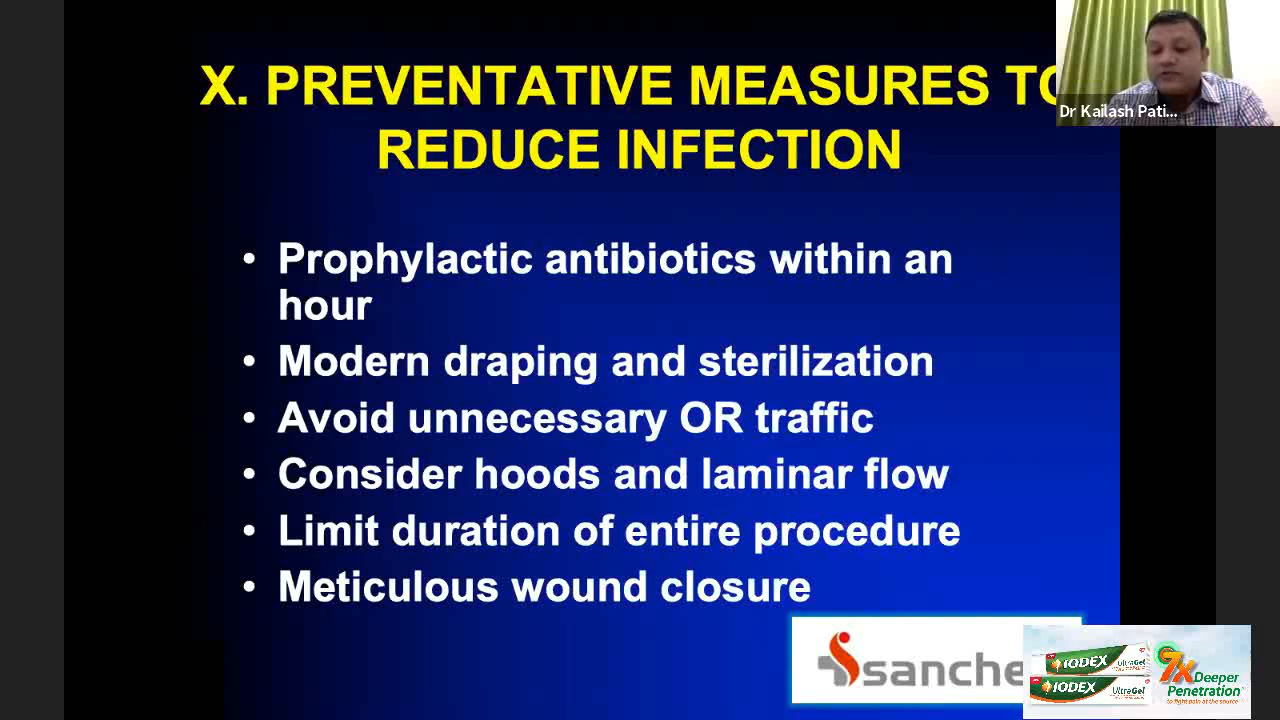 X. PREVENTATIVE MEASURES TO
REDUCE INFECTION
Dr Kailash Pati...
• Prophylactic antibiotics within an
hour
• Modern draping and sterilization
• Avoid unnecessary OR traffic
• Consider hoods and laminar flow
• Limit duration of entire procedure
• Meticulous wound closure
sanche
IODEX UltraGel
IODEX UltraGel
7X Deeper
Penetration
to fight pain at the source